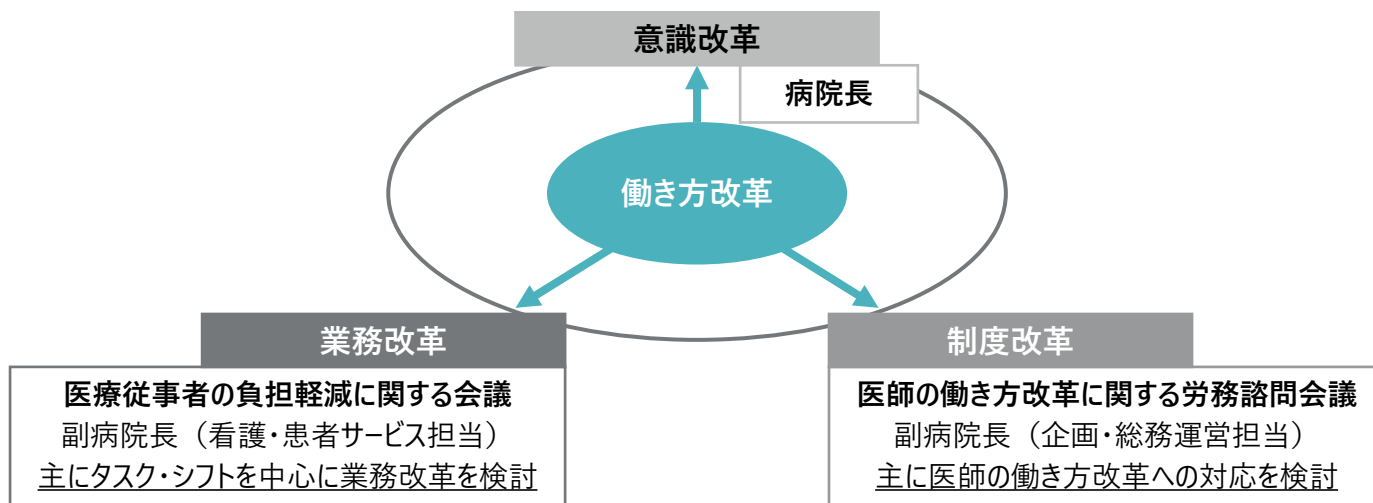 意識改革
病院長
働き方改革
業務改革
医療従事者の負担軽減に関する会議
副病院長（看護・患者サービス担当）
主にタスク・シフトを中心に業務改革を検討
制度改革
医師の働き方改革に関する労務諮問会議
副病院長（企画・総務運営担当）
主に医師の働き方改革への対応を検討